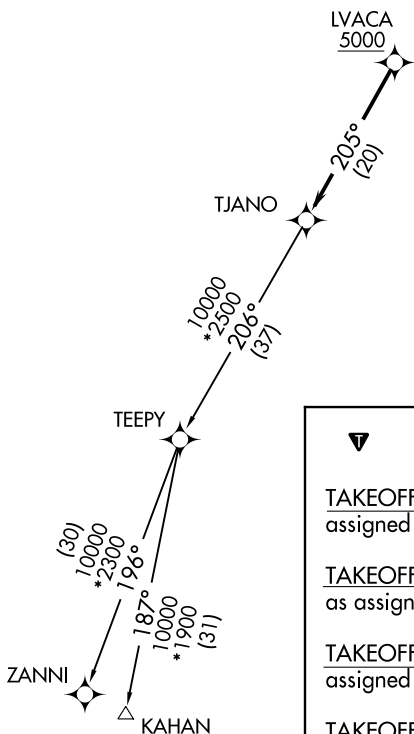 LVACA
5000
205°
(20)
TJANO
10000
*2500
206°
(37)
TEEPY
(30)
10000
*2300
196°
187°
10000
*1900
(31)
ZANNI
KAHAN
T
TAKEOFF
assigned
TAKEOFF
as assign
TAKEOFF
assigned
TAKEOFF